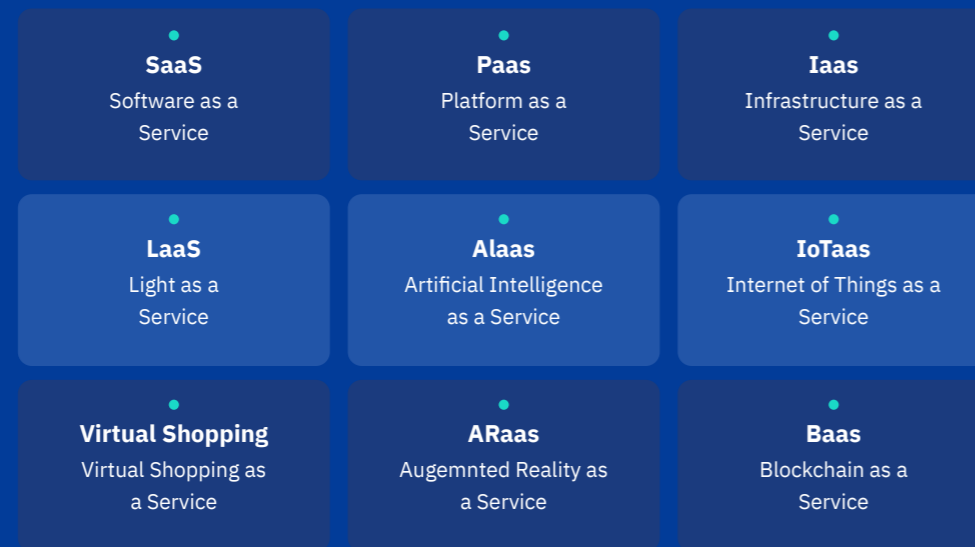 SaaS
Software as a
Service
Paas
Platform as a
Service
Iaas
Infrastructure as a
Service
LaaS
Light as a
Service
Alaas
Artificial Intelligence
as a Service
IoTaas
Internet of Things as a
Service
Virtual Shopping
Virtual Shopping as
a Service
ARaas
Augemnted Reality as
a Service
Baas
Blockchain as a
Service